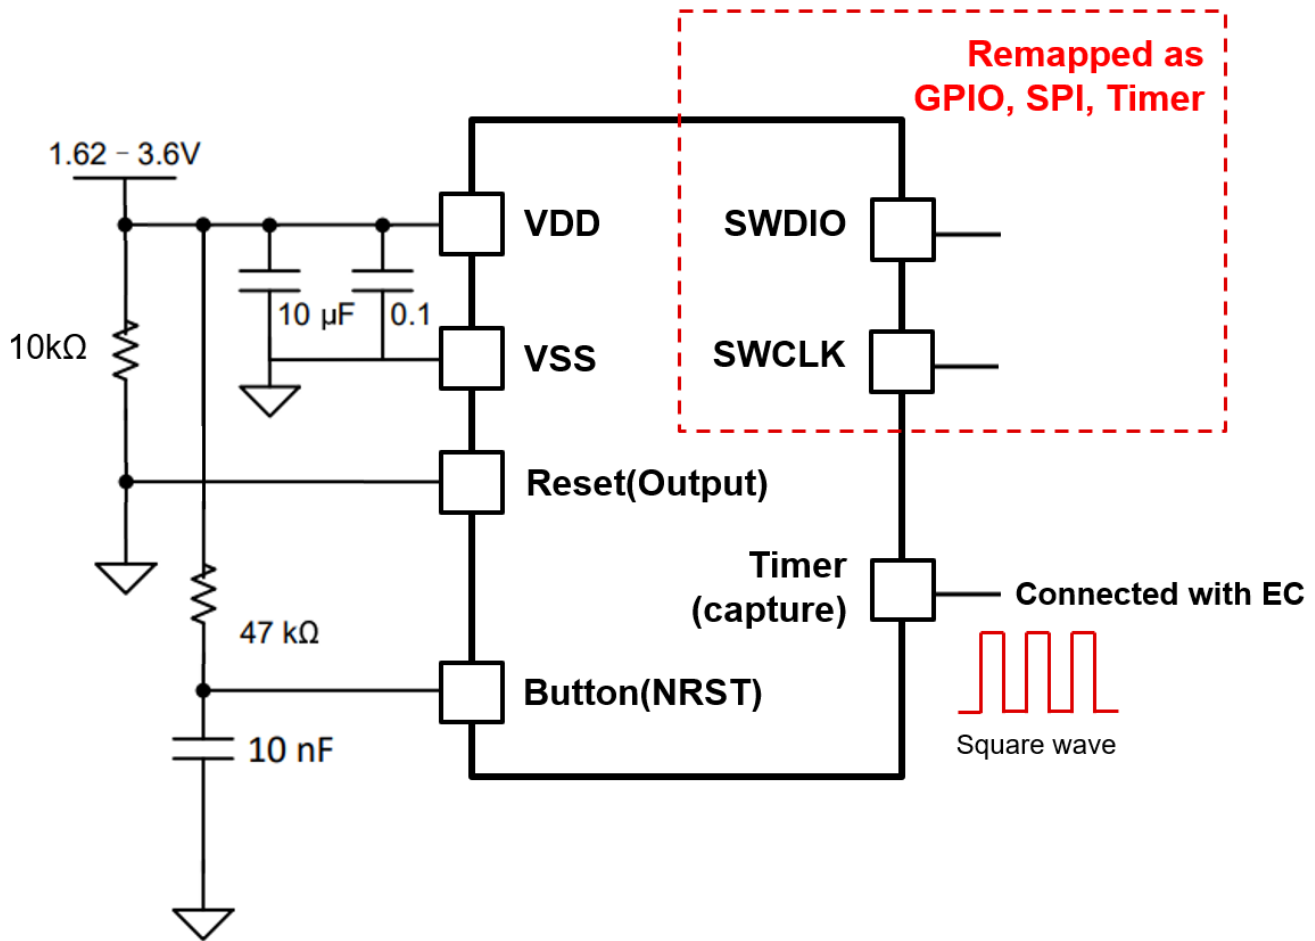 Remapped as
GPIO, SPI, Timer
1.62 – 3.6V
VDD
SWDIO
10 µF
0.1
10kΩ
VSS
SWCLK
Reset(Output)
Timer
(capture)
Connected with EC
47 kΩ
Button(NRST)
10 nF
Square wave